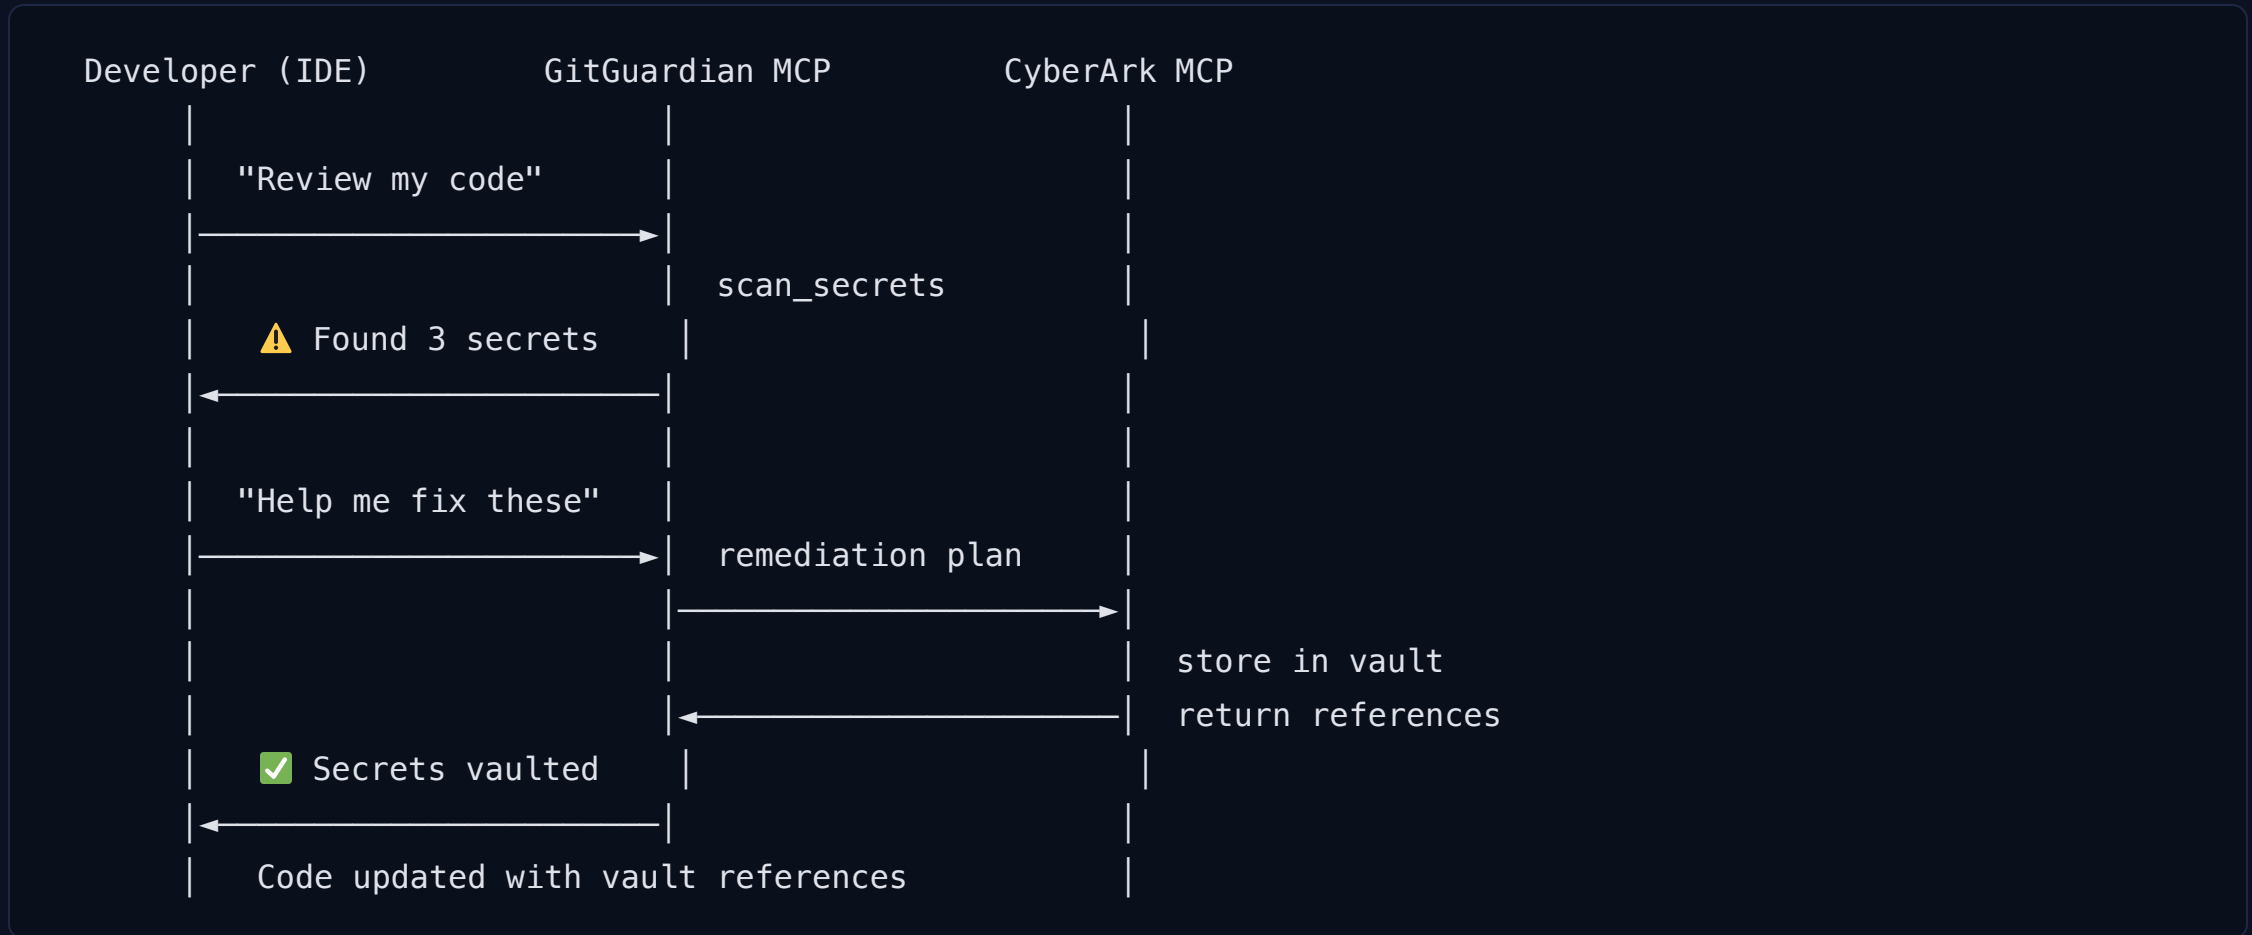 Developer (IDE) GitGuardian MCP CyberArk MCP
"Review my code"
scan_secrets
⚠️ Found 3 secrets
"Help me fix these"
remediation plan
store in vault
return references
✅ Secrets vaulted
Code updated with vault references